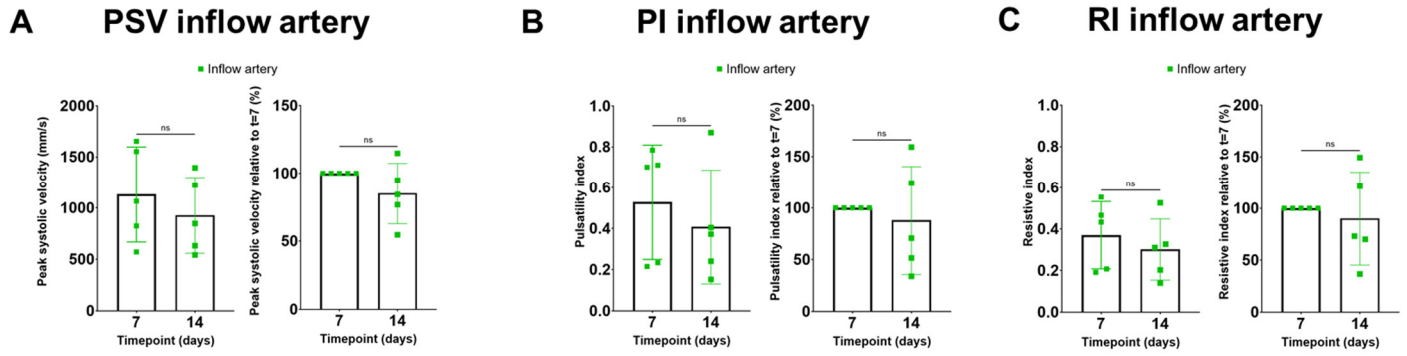 A PSV inflow artery
Inflow artery
Peak systolic velocity (mm/s)
2000
1500
1000
500
0
ns
7 14
Timepoint (days)
Peak systolic velocity relative to t=7 (%)
150
100
50
0
ns
7 14
Timepoint (days)
B PI inflow artery
Inflow artery
Pulsatility index
1.0
0.8
0.6
0.4
0.2
0.0
ns
7 14
Timepoint (days)
Pulsatility index relative to t=7 (%)
200
150
100
50
0
ns
7 14
Timepoint (days)
C RI inflow artery
Inflow artery
Resistive index
1.0
0.8
0.6
0.4
0.2
0.0
ns
7 14
Timepoint (days)
Resistive index relative to t=7 (%)
200
150
100
50
0
ns
7 14
Timepoint (days)